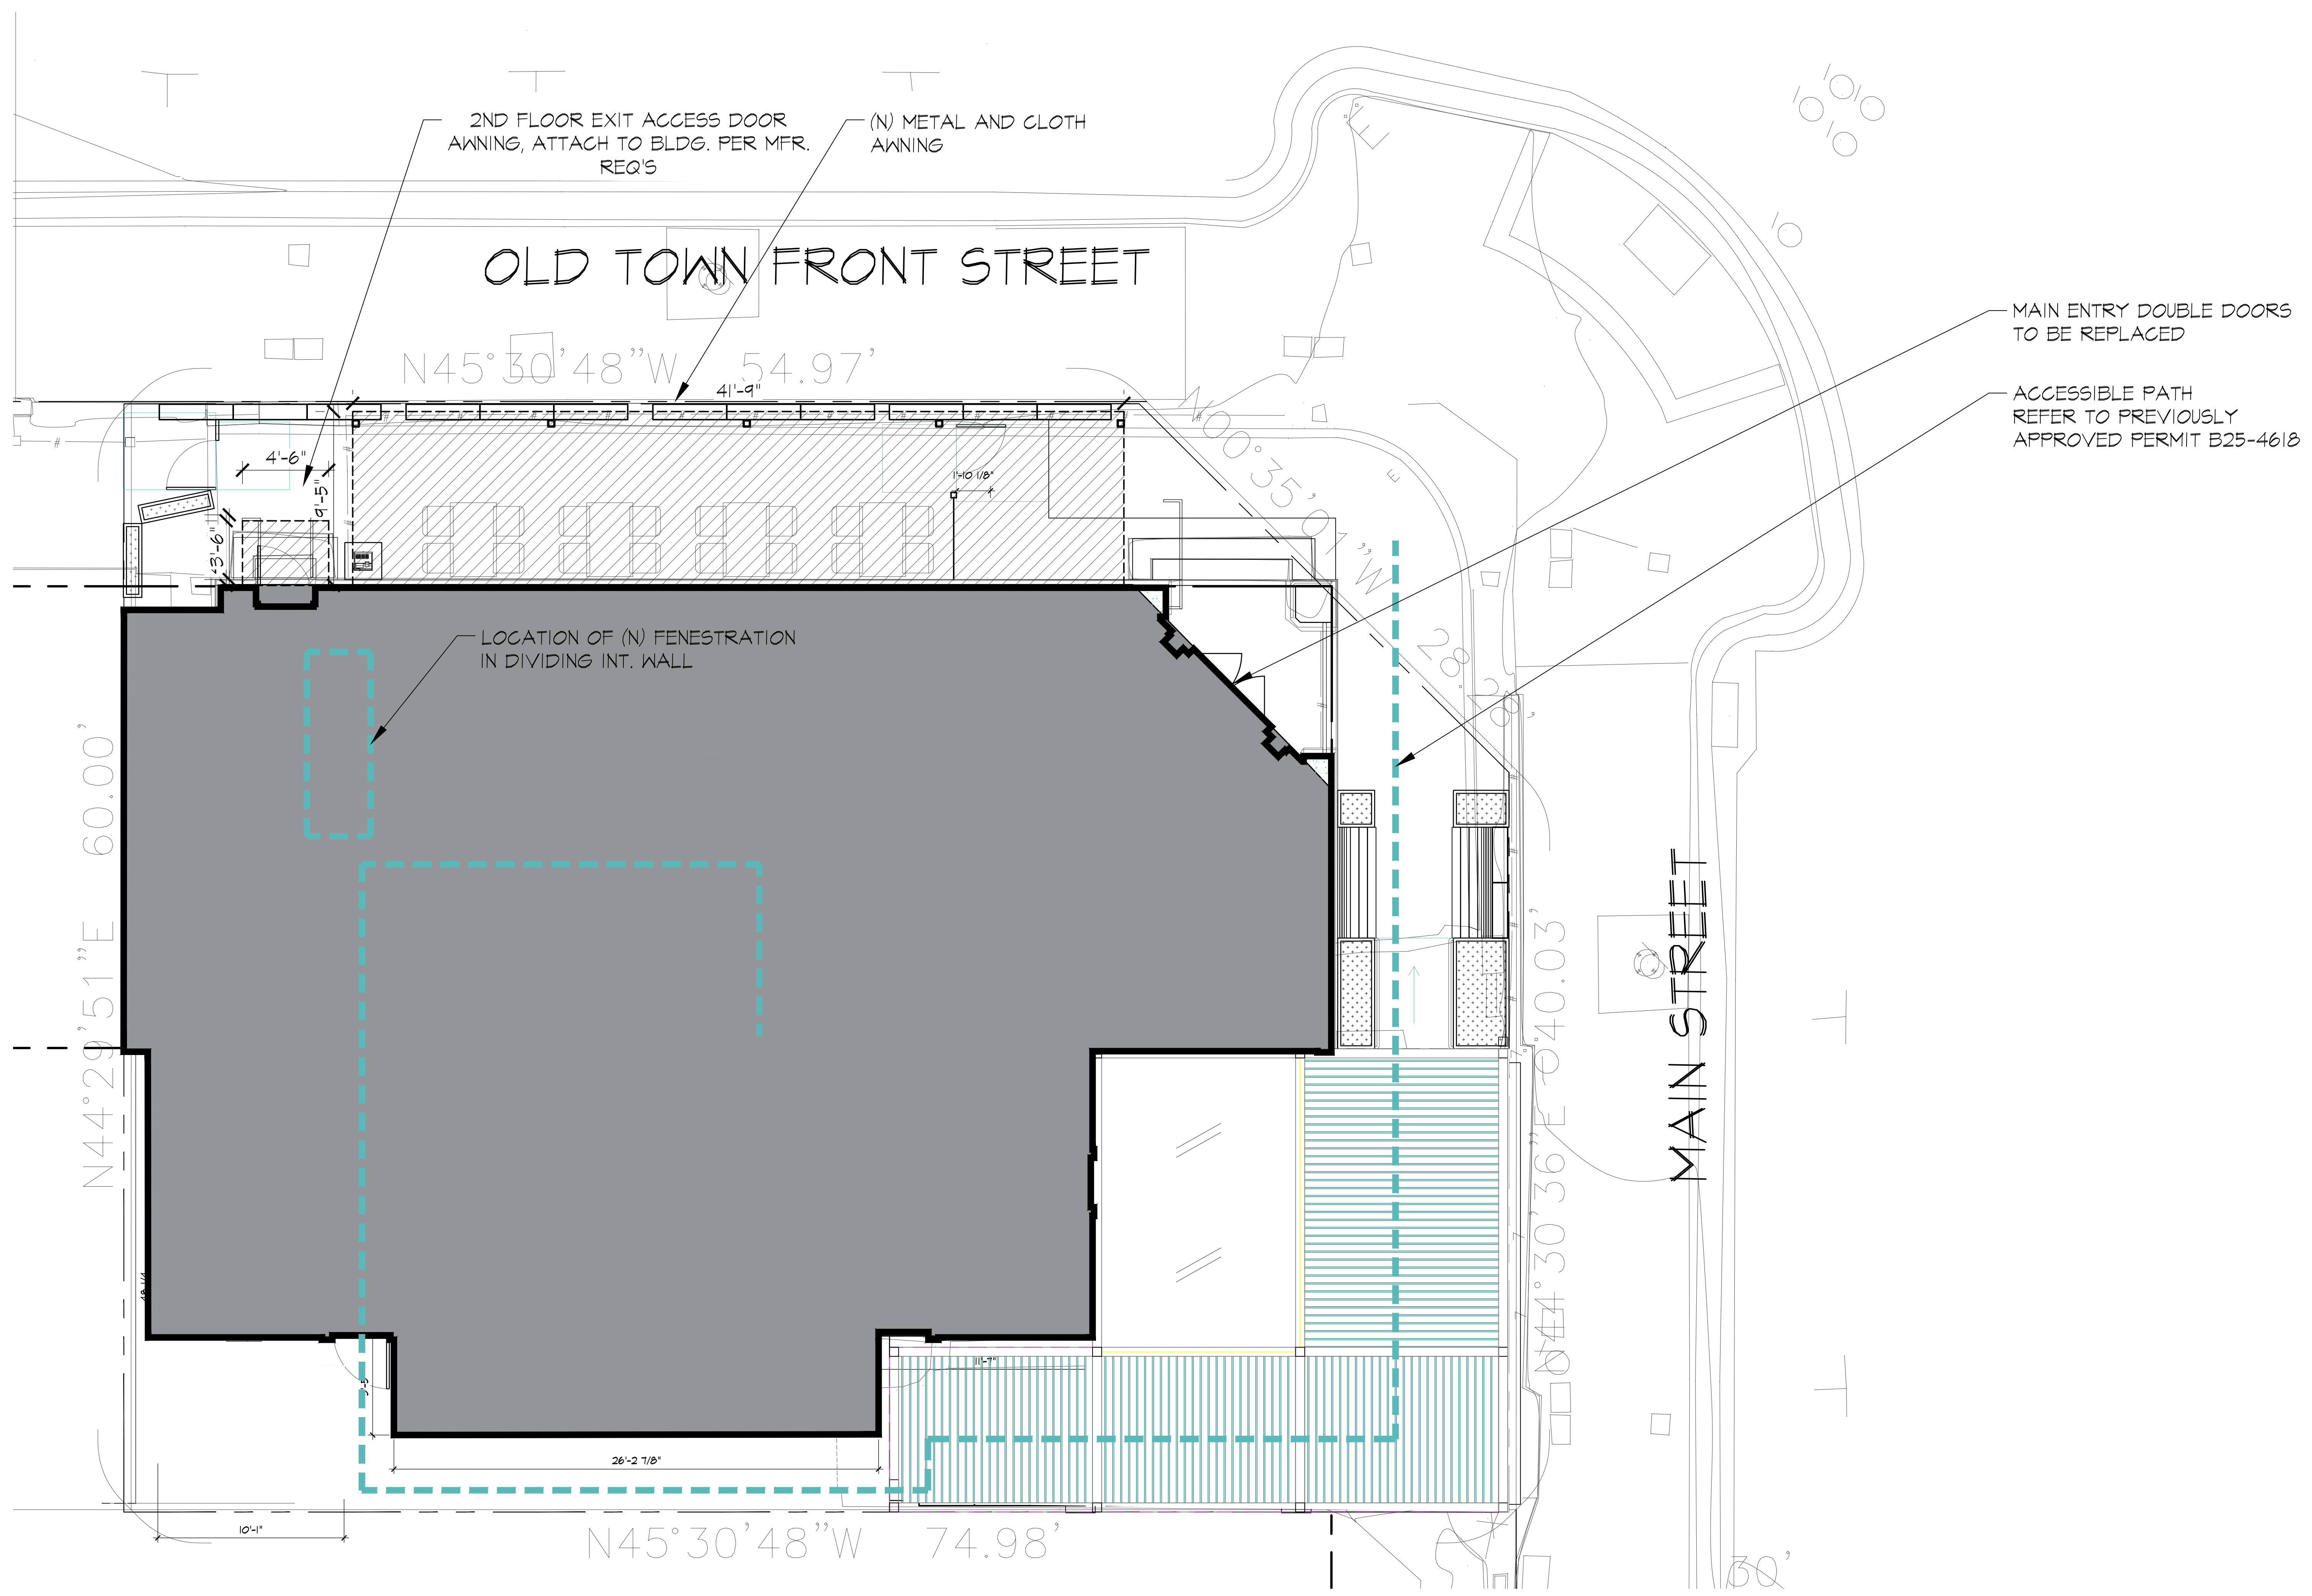 2ND FLOOR EXIT ACCESS DOOR
AWNING, ATTACH TO BLDG. PER MFR.
REQ'S
(N) METAL AND CLOTH
AWNING
OLD TOWN FRONT STREET
MAIN ENTRY DOUBLE DOORS
TO BE REPLACED
N45°30'48"W 54.97'
41'-9"
ACCESSIBLE PATH
REFER TO PREVIOUSLY
APPROVED PERMIT B25-4618
N00°35'07"W 28.28'
4'-6"
9'-5"
1'-10 1/8"
3'-6"
E
E
LOCATION OF (N) FENESTRATION
IN DIVIDING INT. WALL
N44°29'51"E 60.00'
MAIN STREET
N44°30'36"E 40.03'
11'-7"
26'-2 7/8"
10'-1"
N45°30'48"W 74.98'
30'